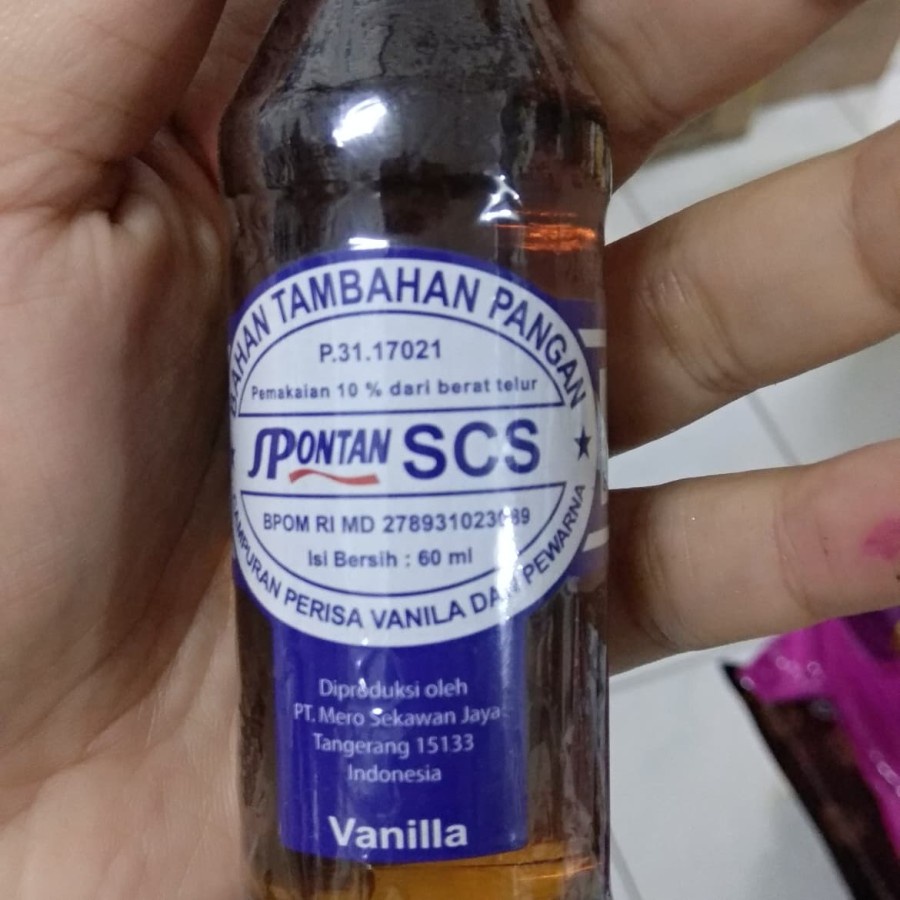 BAHAN TAMBAHAN PANGAN
P.31.17021
Pemakaian 10 % dari berat telur
SPONTAN SCS
BPOM RI MD
Isi Bersih : 60 ml
CAMPURAN PERISA VANILA DAN PEWARNA
Diproduksi oleh
PT. Mero Sekawan Jaya
Tangerang 15133
Indonesia
Vanilla